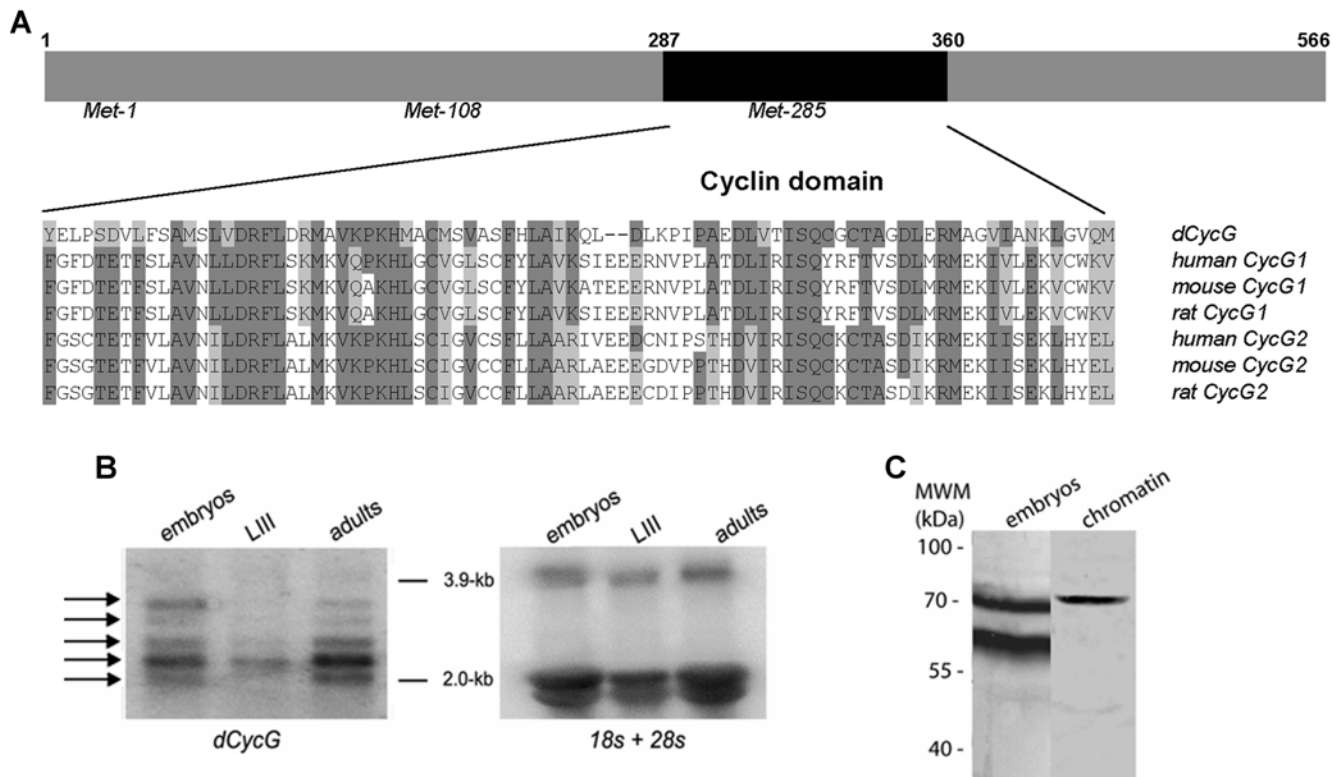 A
1 287 360 566
Met-1 Met-108 Met-285
Cyclin domain
YELPSDVLFSAMSLVDRFLDRMAVKPKHMACMSVASFHLAIKQL--DLKPIPAEDLVTISQCGCTAGDLERMAGVIANKLGVQM dCycG
FGFDTETFSLAVNLLDRFLSKMKVQPKHLGCVGLSCFYLAVKSIEEERNVPLATDLIRISQYRFTVSDLMRMEKIVLEKVCWKV human CycG1
FGFDTETFSLAVNLLDRFLSKMKVQAKHLGCVGLSCFYLAVKATEEERNVPLATDLIRISQYRFTVSDLMRMEKIVLEKVCWKV mouse CycG1
FGFDTETFSLAVNLLDRFLSKMKVQAKHLGCVGLSCFYLAVKSIEEERNVPLATDLIRISQYRFTVSDLMRMEKIVLEKVCWKV rat CycG1
FGSCTETFVLAVNILDRFLALMKVKPKHLSCIGVCSFLLAARIVEEDCNIPSTHDVIRISQCKCTASDIKRMEKIISEKLHYEL human CycG2
FGSGTETFVLAVNILDRFLALMKVKPKHLSCIGVCCFLLAARLAEEEGDVPPTHDVIRISQCKCTASDIKRMEKIISEKLHYEL mouse CycG2
FGSGTETFVLAVNILDRFLALMKVKPKHLSCIGVCCFLLAARLAEEECDIPPTHDVIRISQCKCTASDIKRMEKIISEKLHYEL rat CycG2
B
embryos LIII adults
3.9-kb
2.0-kb
dCycG
embryos LIII adults
18s + 28s
C
MWM
(kDa)
embryos chromatin
100 -
70 -
55 -
40 -